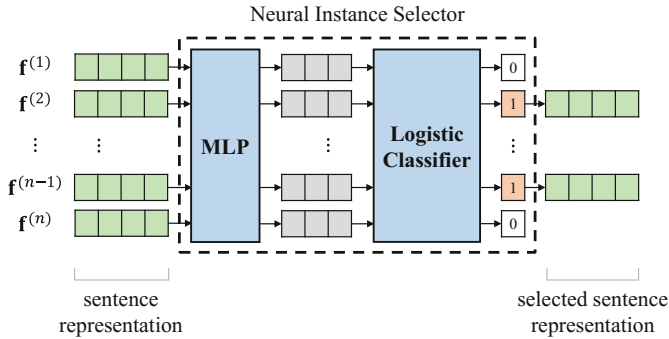 Neural Instance Selector
f^(1)
0
f^(2)
1
⋮ ⋮ MLP ⋮ Logistic Classifier ⋮
f^(n−1)
1
f^(n)
0
sentence
representation
selected sentence
representation